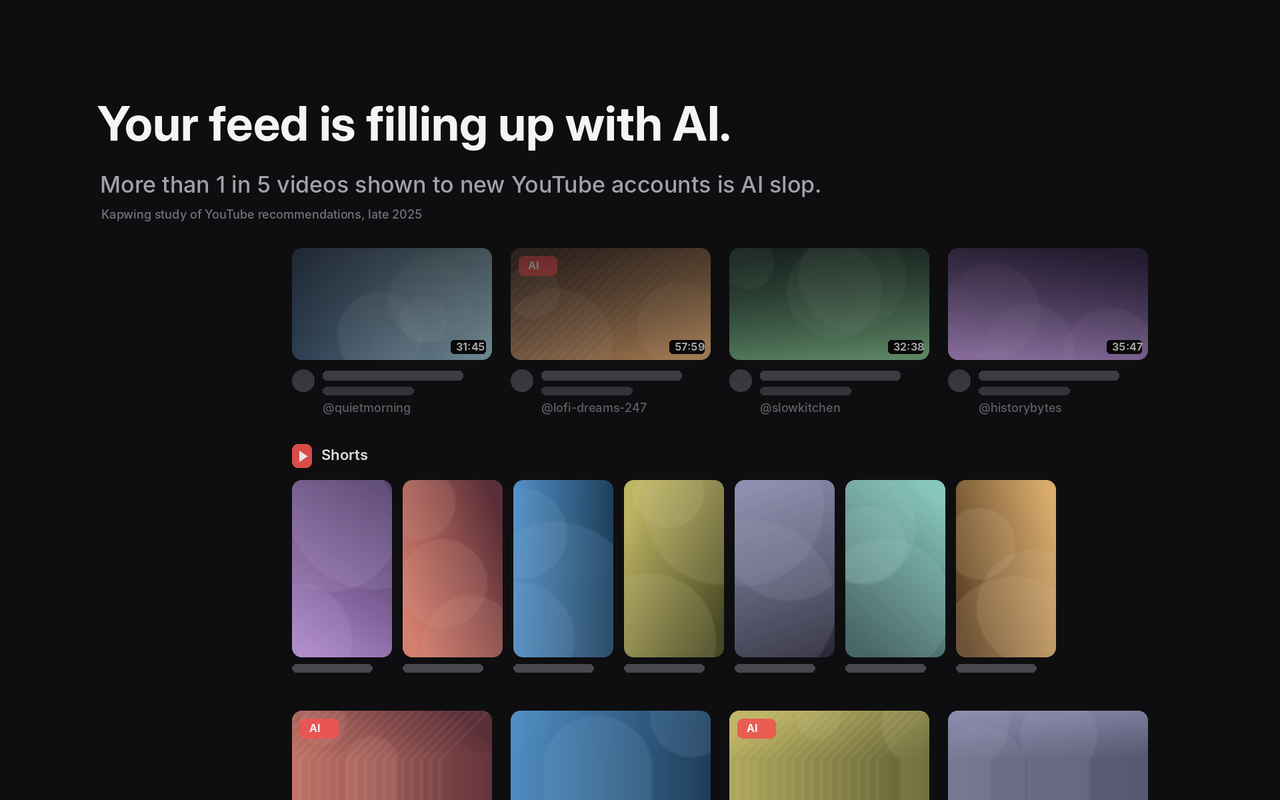 Your feed is filling up with AI.
More than 1 in 5 videos shown to new YouTube accounts is AI slop.
Kapwing study of YouTube recommendations, late 2025
AI
31:45
57:59
32:38
35:47
@quietmorning
@lofi-dreams-247
@slowkitchen
@historybytes
Shorts
AI
AI